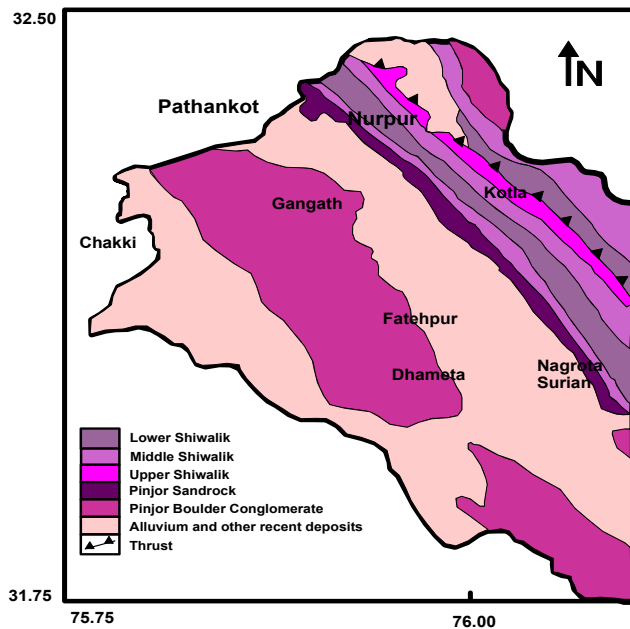 32.50
N
Pathankot
Nurpur
Kotla
Gangath
Chakki
Fatehpur
Nagrota
Surian
Dhameta
Lower Shiwalik
Middle Shiwalik
Upper Shiwalik
Pinjor Sandrock
Pinjor Boulder Conglomerate
Alluvium and other recent deposits
Thrust
31.75
75.75
76.00